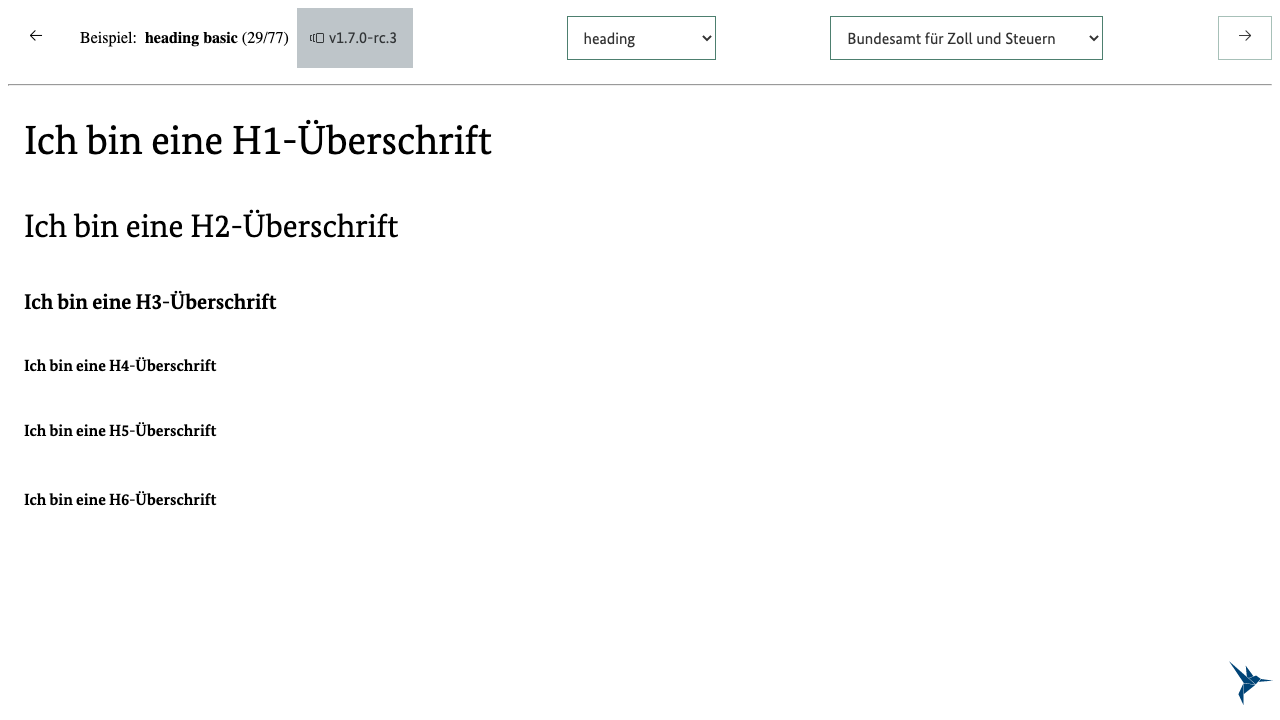 Beispiel: heading basic (29/77) v1.7.0-rc.3 heading Bundesamt für Zoll und Steuern
Ich bin eine H1-Überschrift
Ich bin eine H2-Überschrift
Ich bin eine H3-Überschrift
Ich bin eine H4-Überschrift
Ich bin eine H5-Überschrift
Ich bin eine H6-Überschrift